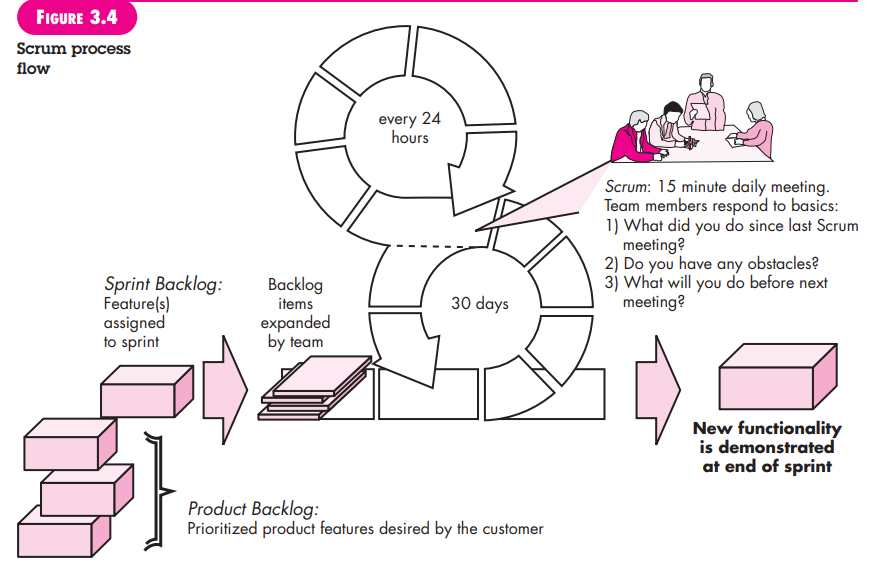 FIGURE 3.4
Scrum process
flow
every 24
hours
Scrum: 15 minute daily meeting.
Team members respond to basics:
1) What did you do since last Scrum
meeting?
2) Do you have any obstacles?
3) What will you do before next
meeting?
Sprint Backlog:
Feature(s)
assigned
to sprint
Backlog
items
expanded
by team
30 days
New functionality
is demonstrated
at end of sprint
Product Backlog:
Prioritized product features desired by the customer